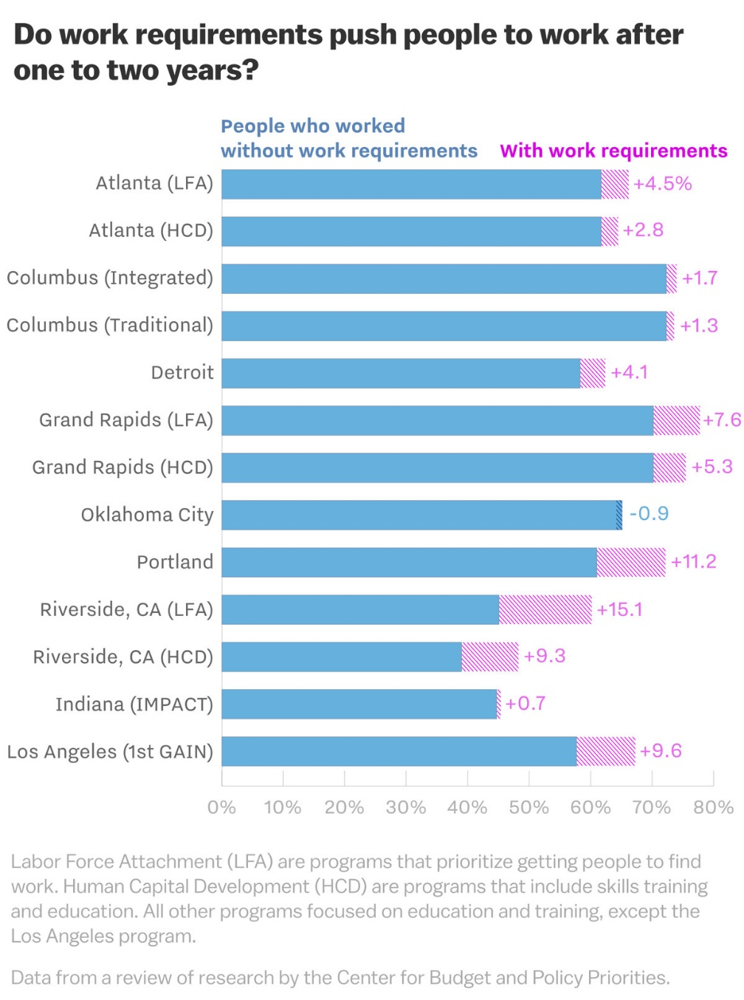 Do work requirements push people to work after
one to two years?
People who worked
without work requirements
With work requirements
Atlanta (LFA) +4.5%
Atlanta (HCD) +2.8
Columbus (Integrated) +1.7
Columbus (Traditional) +1.3
Detroit +4.1
Grand Rapids (LFA) +7.6
Grand Rapids (HCD) +5.3
Oklahoma City -0.9
Portland +11.2
Riverside, CA (LFA) +15.1
Riverside, CA (HCD) +9.3
Indiana (IMPACT) +0.7
Los Angeles (1st GAIN) +9.6
0% 10% 20% 30% 40% 50% 60% 70% 80%
Labor Force Attachment (LFA) are programs that prioritize getting people to find
work. Human Capital Development (HCD) are programs that include skills training
and education. All other programs focused on education and training, except the
Los Angeles program.
Data from a review of research by the Center for Budget and Policy Priorities.